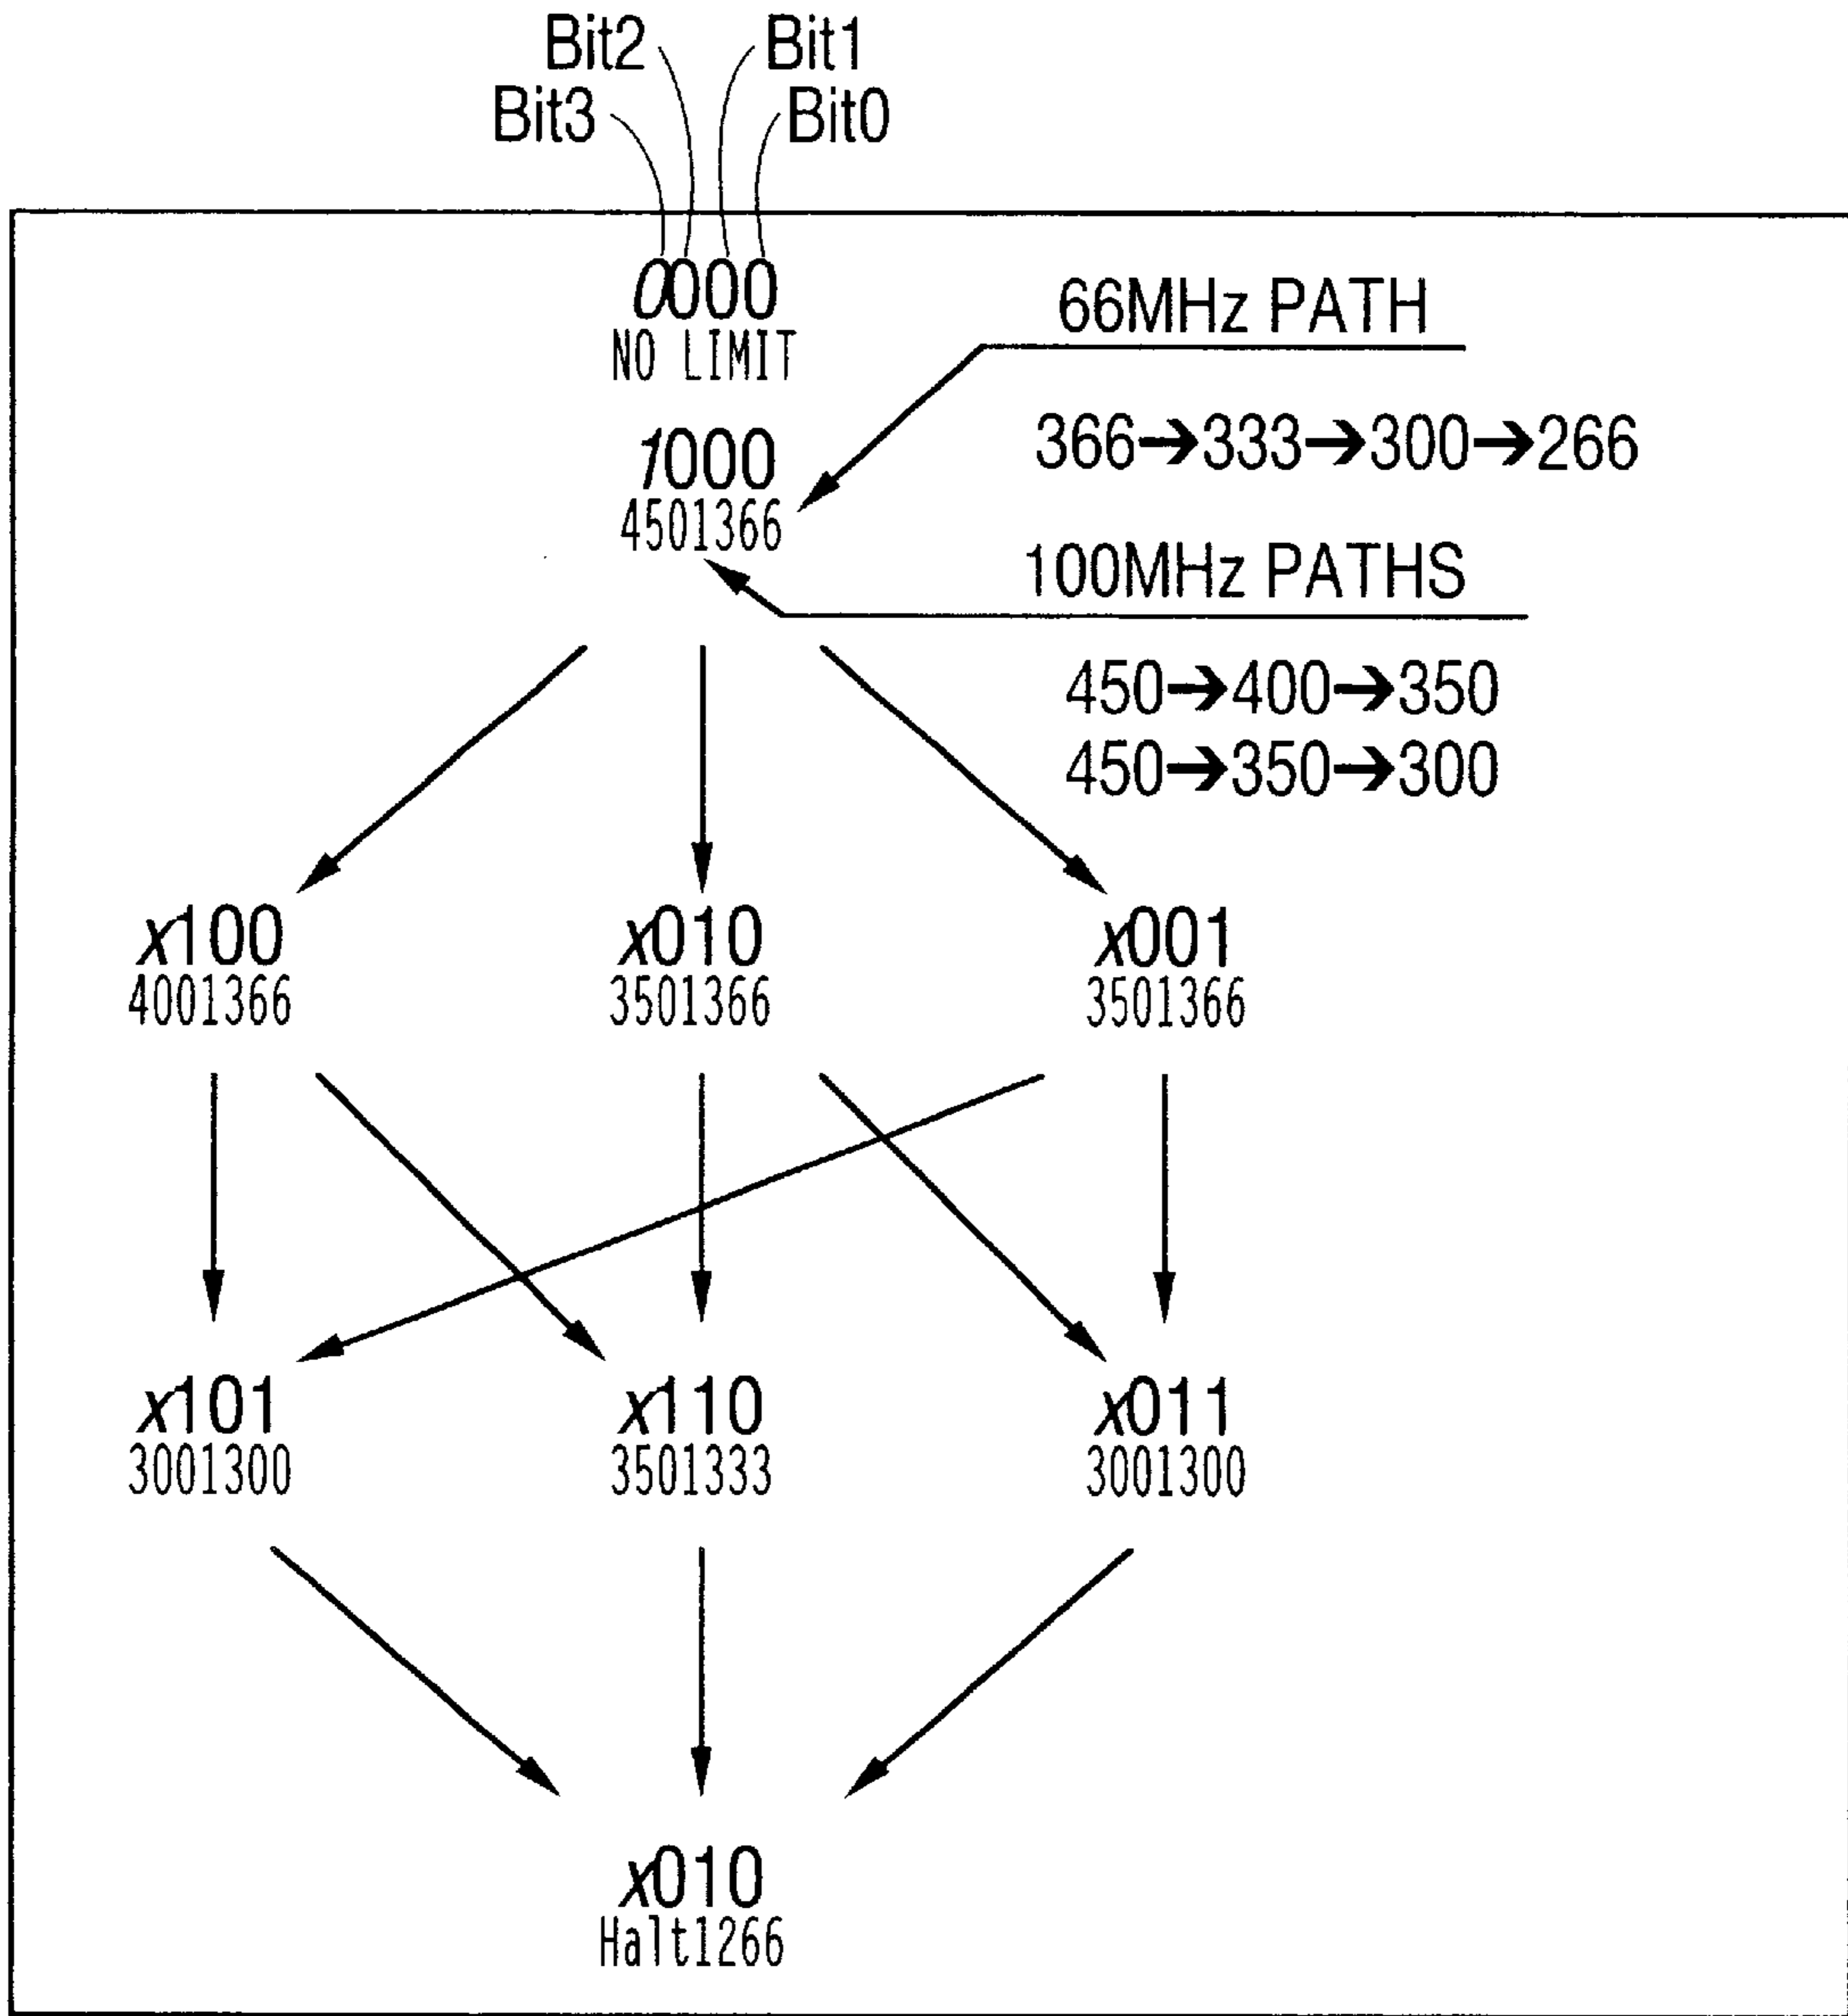 Bit2 Bit1
Bit3 Bit0
0000
NO LIMIT
66MHz PATH
366→333→300→266
1000
4501366
100MHz PATHS
450→400→350
450→350→300
x100 x010 x001
4001366 3501366 3501366
x101 x110 x011
3001300 3501333 3001300
x010
Halt1266